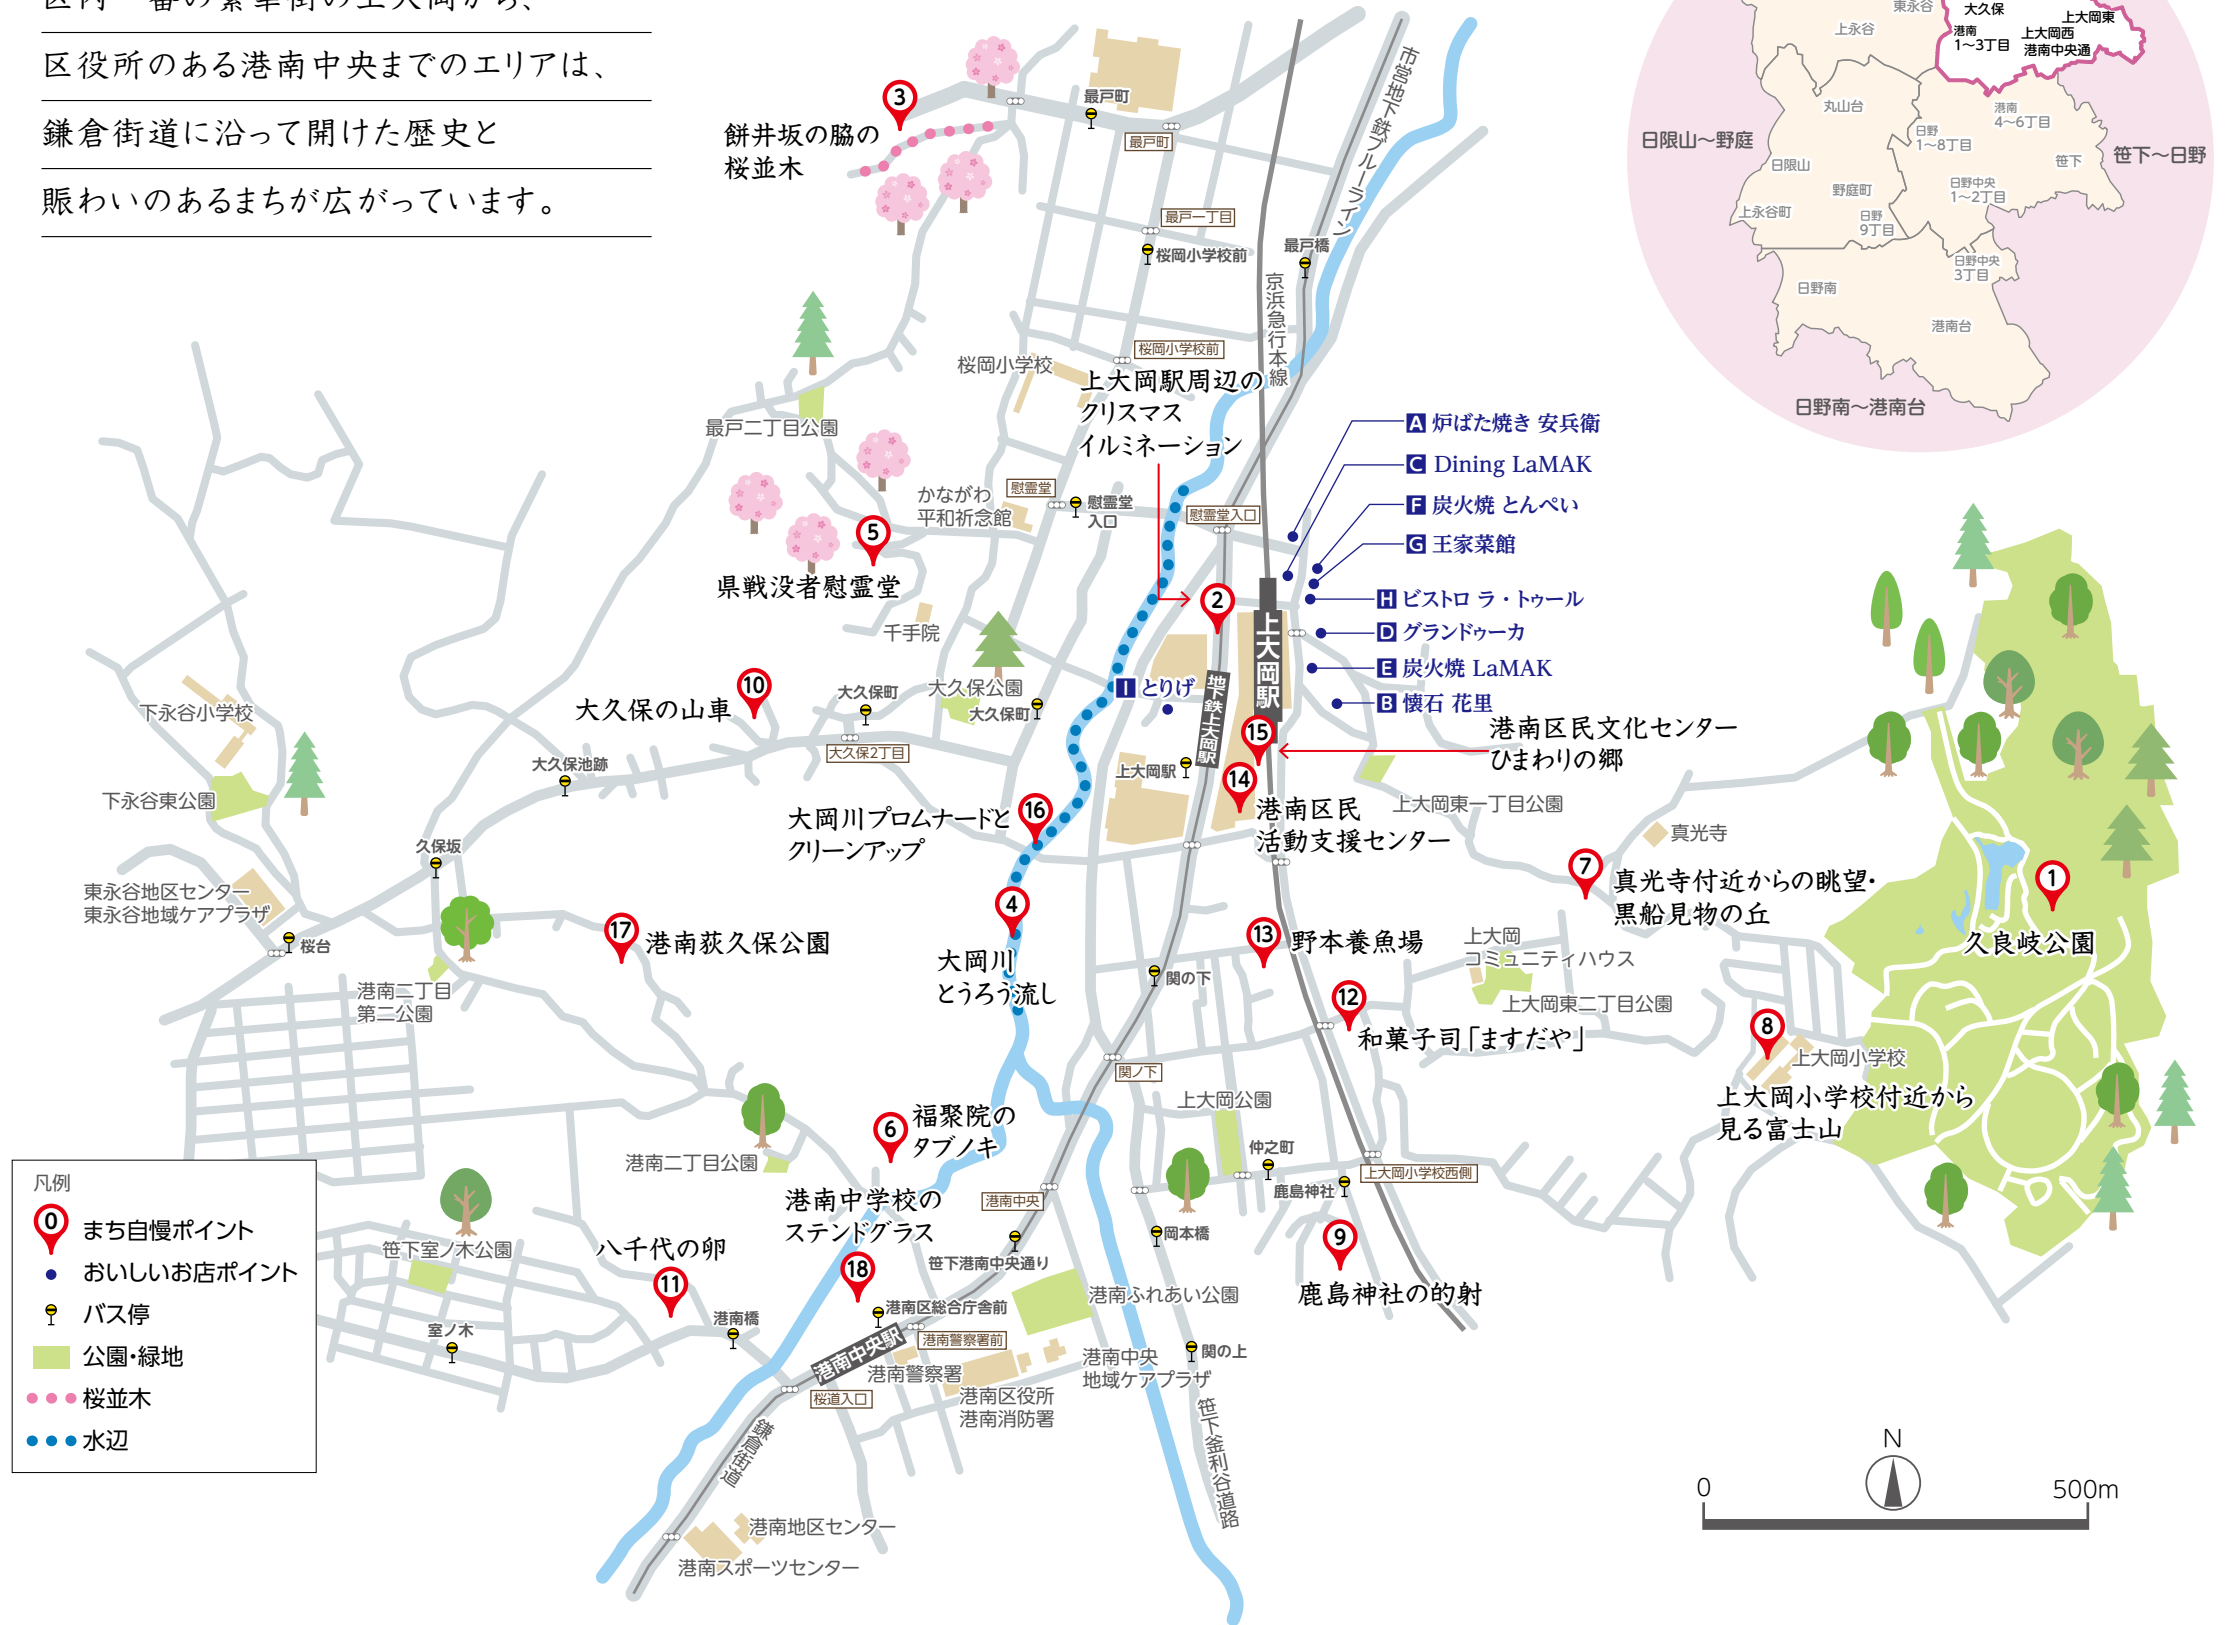 区内一番の繁華街の上大岡から、
区役所のある港南中央までのエリアは、
鎌倉街道に沿って開けた歴史と
賑わいのあるまちが広がっています。
東永谷
大久保
上大岡東
上永谷
港南
1〜3丁目
上大岡西
港南中央通
丸山台
港南
4〜6丁目
日限山〜野庭
日野
1〜8丁目
笹下〜日野
日限山
笹下
野庭町
日野中央
1〜2丁目
上永谷町
日野
9丁目
日野中央
3丁目
日野南
港南台
日野南〜港南台
市営地下鉄ブルーライン
3
餅井坂の脇の
桜並木
最戸町
最戸町
最戸一丁目
桜岡小学校前
最戸橋
京浜急行本線
桜岡小学校前
桜岡小学校
上大岡駅周辺の
クリスマス
イルミネーション
最戸二丁目公園
A 炉ばた焼き 安兵衛
C Dining LaMAK
F 炭火焼 とんぺい
G 王家菜館
H ビストロ ラ・トゥール
D グランドゥーカ
E 炭火焼 LaMAK
B 懐石 花里
かながわ
平和祈念館
慰霊堂
慰霊堂
入口
慰霊堂入口
5
県戦没者慰霊堂
2
上大岡駅
千手院
10
大久保の山車
大久保町
大久保公園
大久保町
I とりげ
地下鉄上大岡駅
下永谷小学校
大久保2丁目
15
港南区民文化センター
ひまわりの郷
大久保池跡
上大岡駅
14
港南区民
活動支援センター
下永谷東公園
上大岡東一丁目公園
16
大岡川プロムナードと
クリーンアップ
真光寺
久保坂
7
真光寺付近からの眺望・
黒船見物の丘
1
久良岐公園
東永谷地区センター
東永谷地域ケアプラザ
4
大岡川
とうろう流し
桜台
17
港南荻久保公園
13
野本養魚場
上大岡
コミュニティハウス
関の下
港南二丁目
第二公園
12
和菓子司「ますだや」
上大岡東二丁目公園
8
上大岡小学校
上大岡小学校付近から
見る富士山
関ノ下
上大岡公園
6
福聚院の
タブノキ
仲之町
港南二丁目公園
上大岡小学校西側
鹿島神社
港南中央
港南中学校の
ステンドグラス
岡本橋
9
鹿島神社の的射
笹下室ノ木公園
八千代の卵
11
18
笹下港南中央通り
港南ふれあい公園
港南区総合庁舎前
港南橋
室ノ木
港南中央駅
港南警察署前
関の上
港南警察署
港南中央
地域ケアプラザ
桜道入口
港南区役所
港南消防署
鎌倉街道
笹下釜利谷道路
港南地区センター
港南スポーツセンター
凡例
0 まち自慢ポイント
おいしいお店ポイント
バス停
公園・緑地
桜並木
水辺
N
0 500m